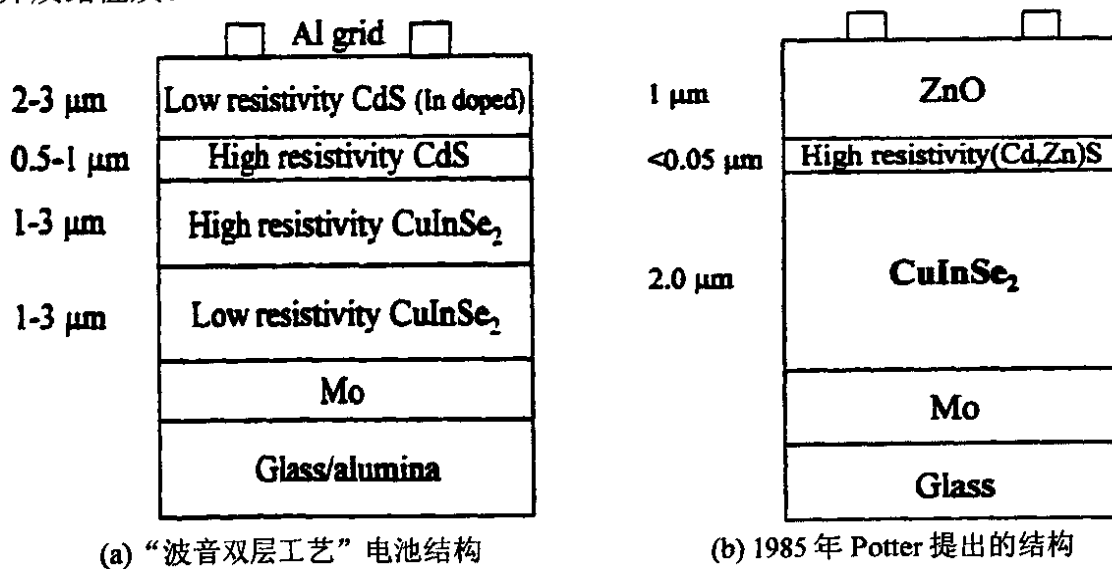 Al grid
2-3 μm Low resistivity CdS (In doped)
0.5-1 μm High resistivity CdS
1-3 μm High resistivity CuInSe₂
1-3 μm Low resistivity CuInSe₂
Mo
Glass/alumina
(a) “波音双层工艺” 电池结构
1 μm ZnO
<0.05 μm High resistivity(Cd,Zn)S
2.0 μm CuInSe₂
Mo
Glass
(b) 1985 年 Potter 提出的结构